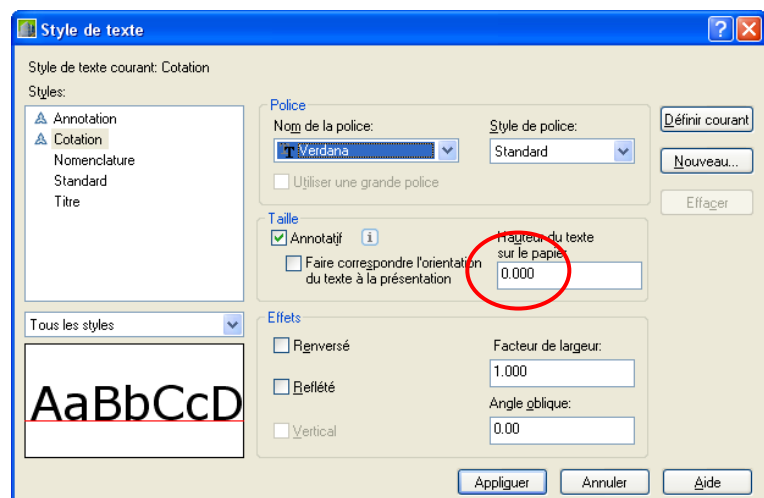 Style de texte
Style de texte courant: Cotation
Styles:
Annotation
Cotation
Nomenclature
Standard
Titre
Tous les styles
AaBbCcD
Police
Nom de la police:
Verdana
Style de police:
Standard
Utiliser une grande police
Taille
Annotatif
Faire correspondre l'orientation
du texte à la présentation
Hauteur du texte
sur le papier
0.000
Effets
Renversé
Reflété
Vertical
Facteur de largeur:
1.000
Angle oblique:
0.00
Définir courant
Nouveau...
Effacer
Appliquer
Annuler
Aide